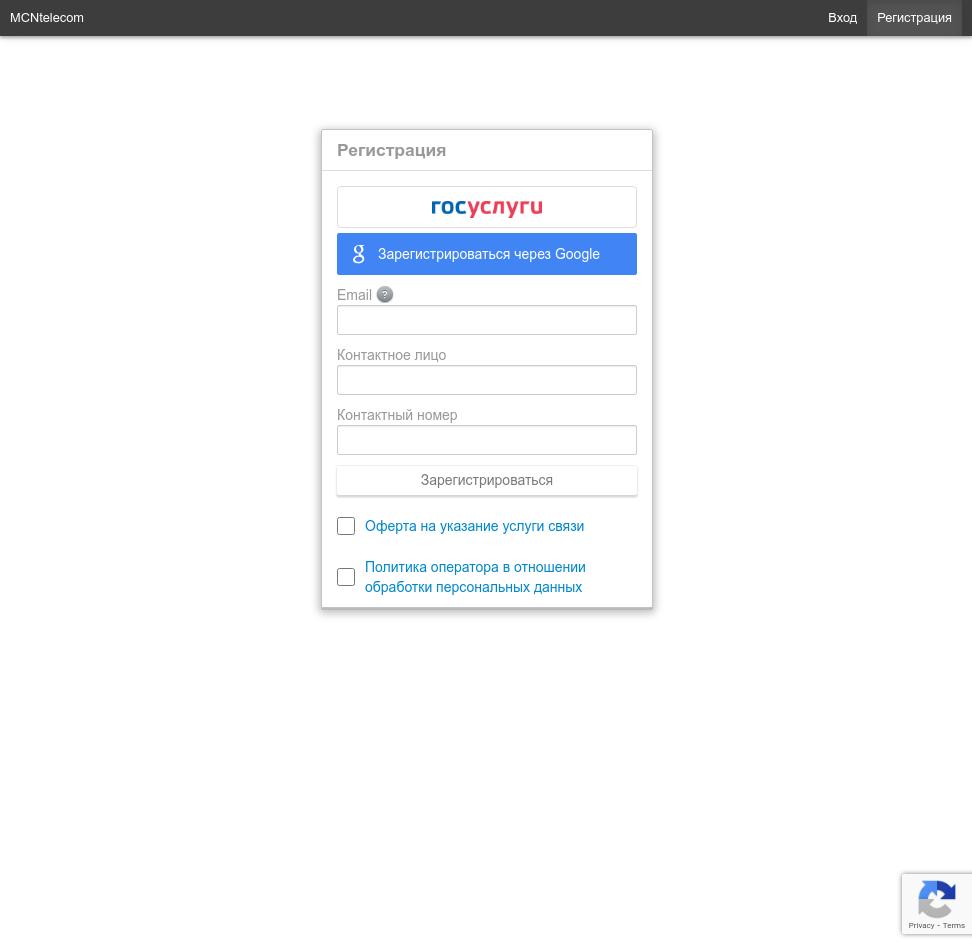 MCNtelecom
Вход
Регистрация
Регистрация
госуслуги
g Зарегистрироваться через Google
Email ?
Контактное лицо
Контактный номер
Зарегистрироваться
Оферта на указание услуги связи
Политика оператора в отношении
обработки персональных данных
Privacy - Terms